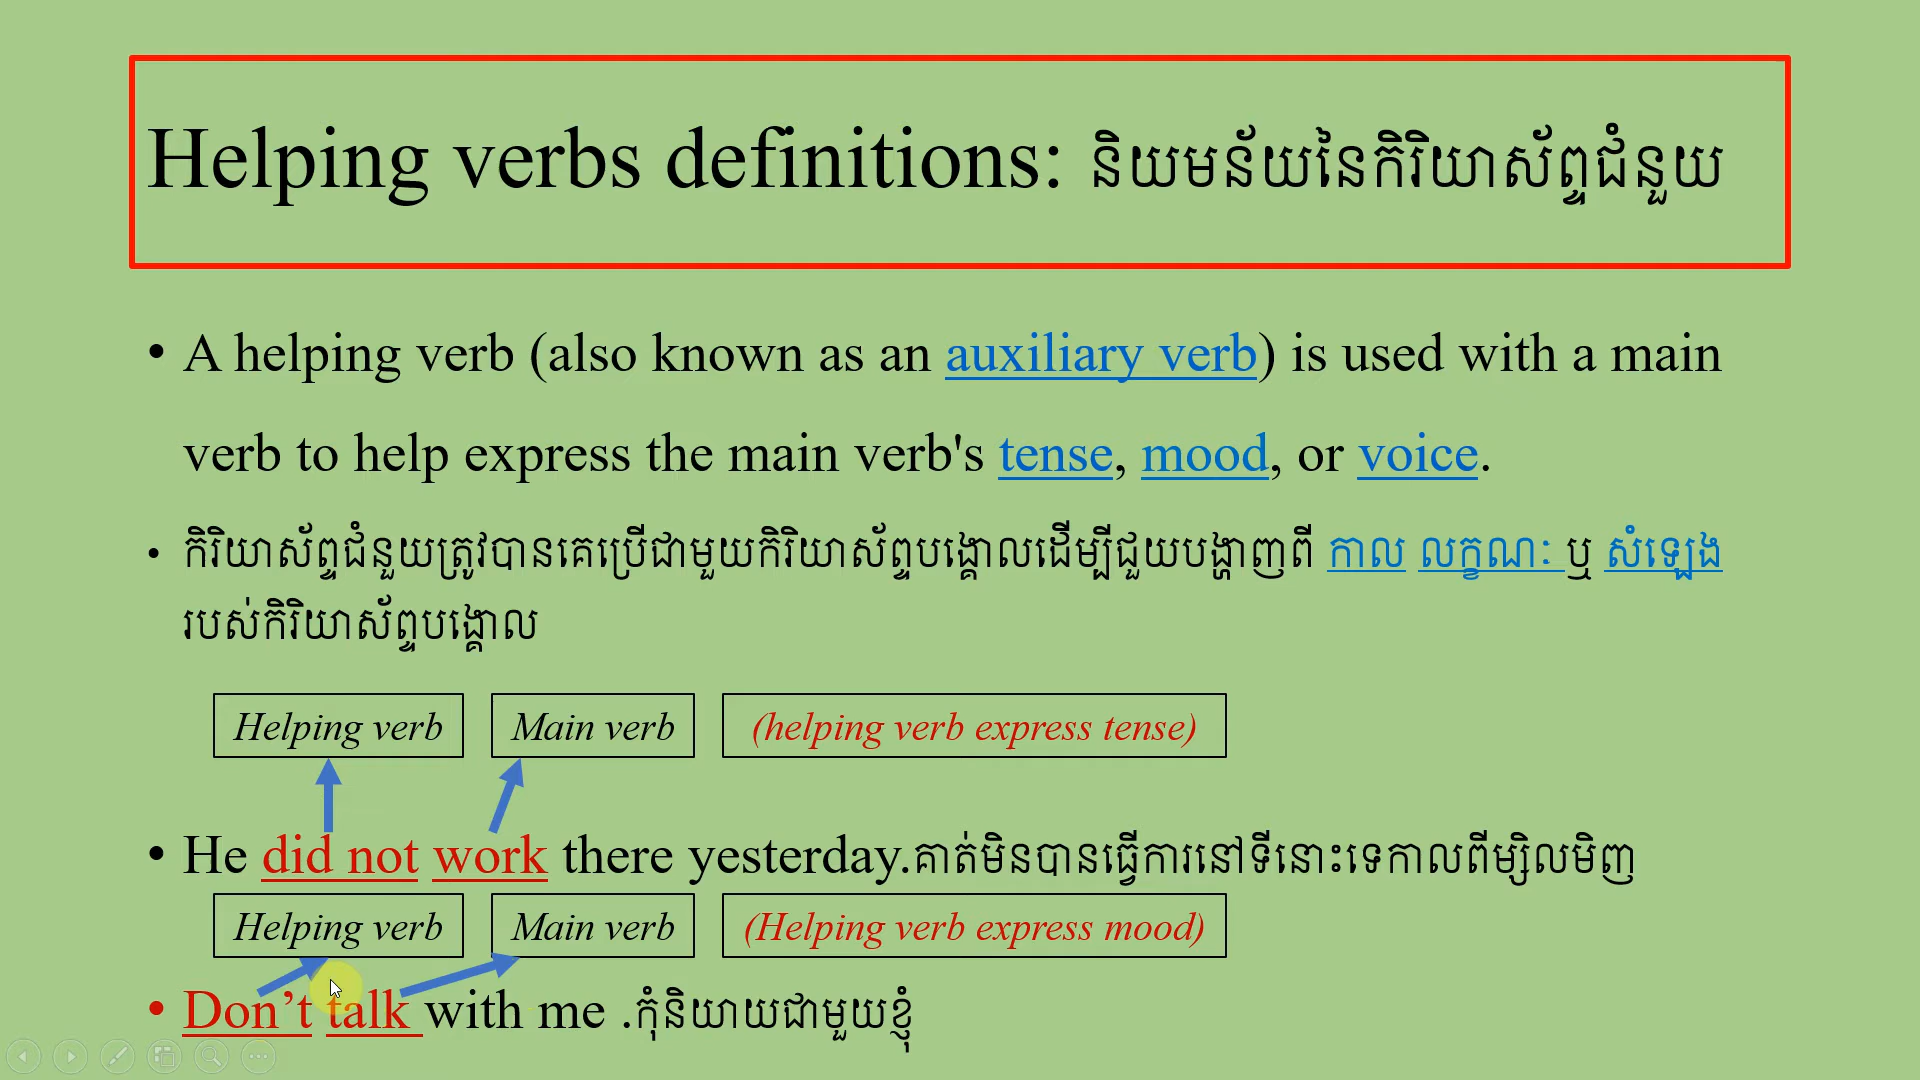 Helping verbs definitions: និយមន័យនៃកិរិយាស័ព្ទជំនួយ
• A helping verb (also known as an auxiliary verb) is used with a main
verb to help express the main verb's tense, mood, or voice.
• កិរិយាស័ព្ទជំនួយត្រូវបានគេប្រើជាមួយកិរិយាស័ព្ទបង្គោលដើម្បីជួយបង្ហាញពី កាល លក្ខណៈ ឬ សំឡេង
របស់កិរិយាស័ព្ទបង្គោល
Helping verb Main verb (helping verb express tense)
• He did not work there yesterday.គាត់មិនបានធ្វើការនៅទីនោះទេកាលពីម្សិលមិញ
Helping verb Main verb (Helping verb express mood)
• Don’t talk with me .កុំនិយាយជាមួយខ្ញុំ